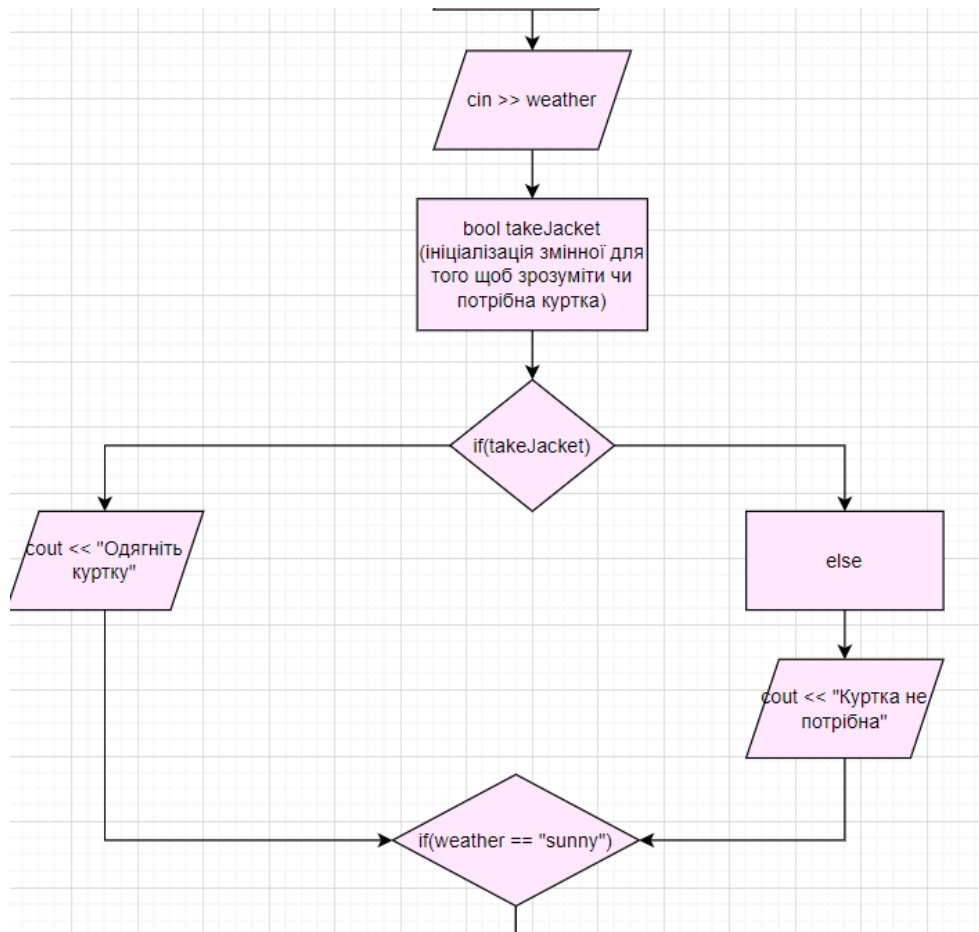 cin >> weather
bool takeJacket
(ініціалізація змінної для
того щоб зрозуміти чи
потрібна куртка)
if(takeJacket)
cout << "Одягніть
куртку"
else
cout << "Куртка не
потрібна"
if(weather == "sunny")